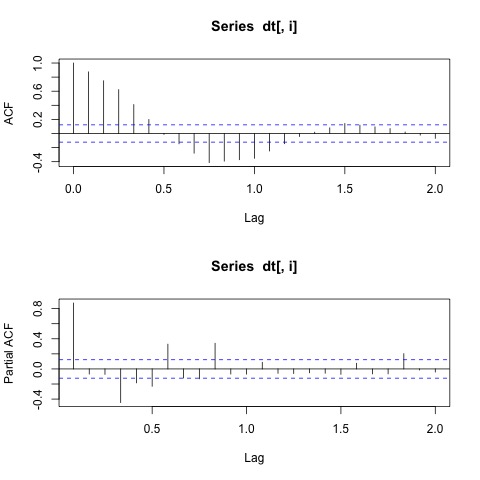 Series dt[, i]
ACF
1.0
0.6
0.2
-0.4
0.0 0.5 1.0 1.5 2.0
Lag
Series dt[, i]
Partial ACF
0.8
0.4
0.0
-0.4
0.5 1.0 1.5 2.0
Lag